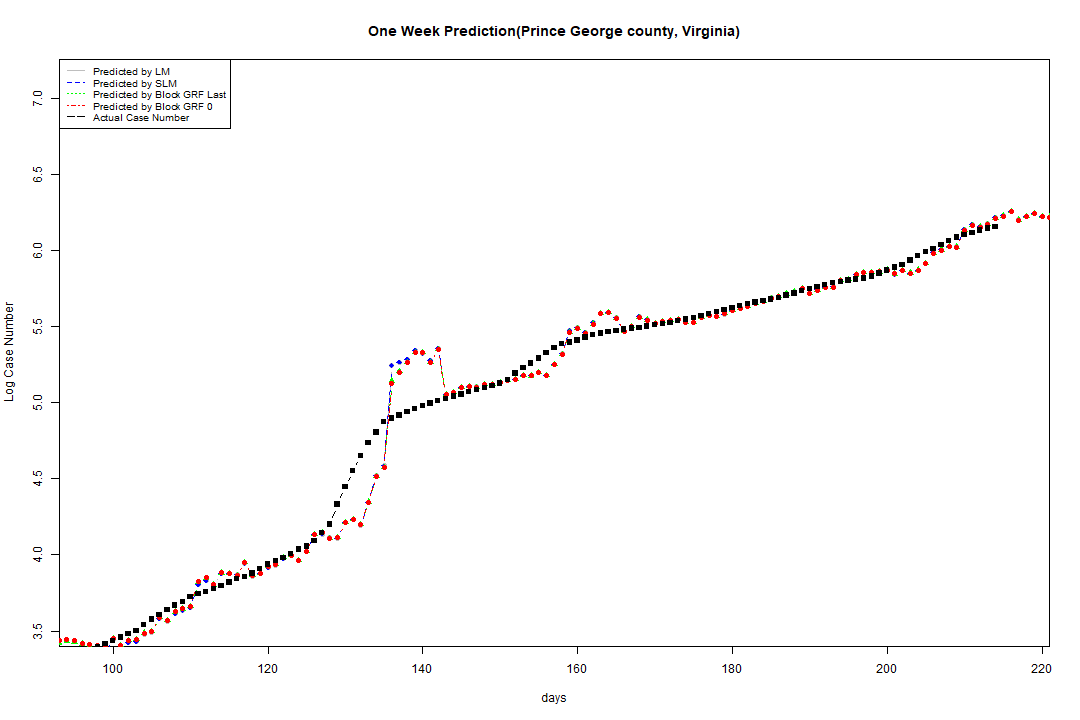 One Week Prediction(Prince George county, Virginia)
Predicted by LM
Predicted by SLM
Predicted by Block GRF Last
Predicted by Block GRF 0
Actual Case Number
7.0
6.5
6.0
5.5
5.0
4.5
4.0
3.5
Log Case Number
100 120 140 160 180 200 220
days